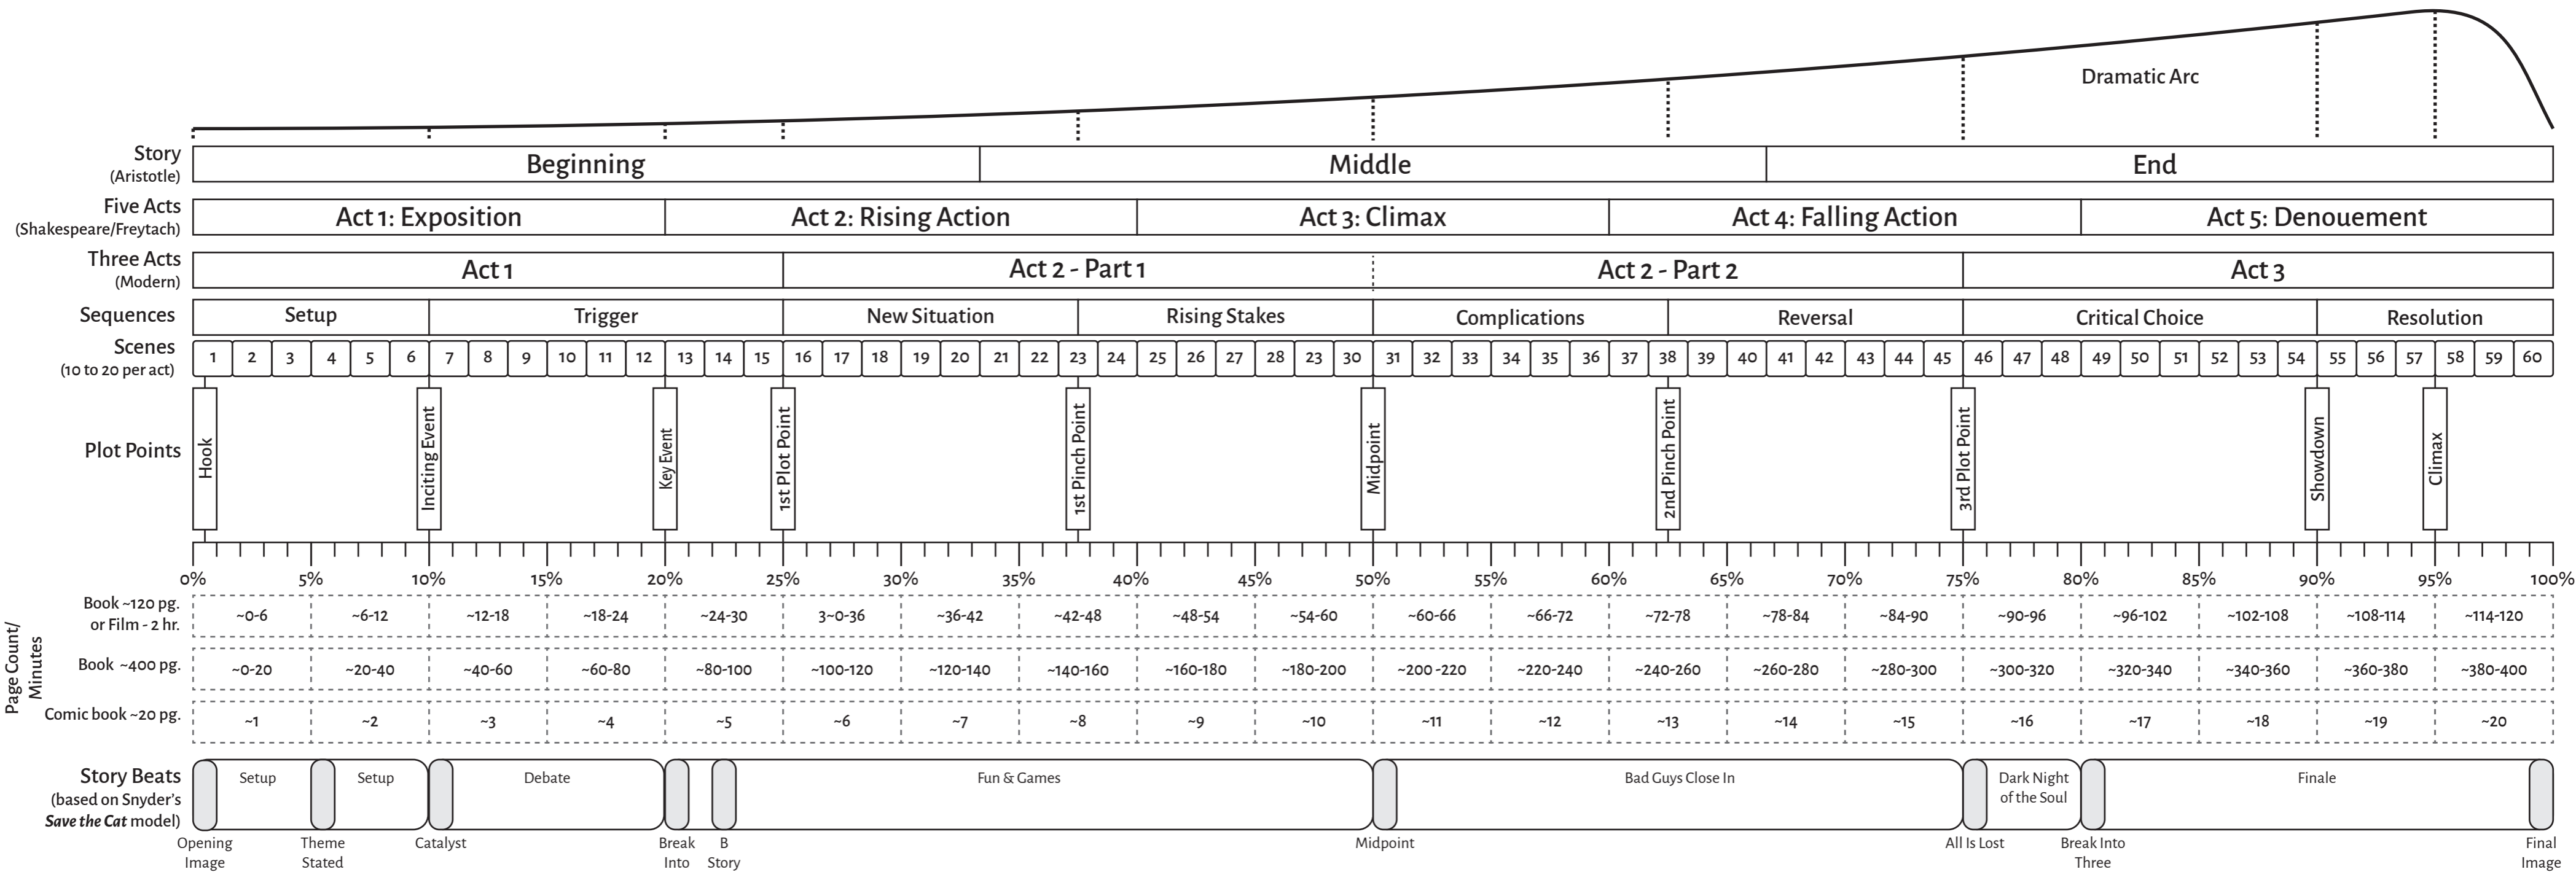 Dramatic Arc
Story
(Aristotle)
Beginning
Middle
End
Five Acts
(Shakespeare/Freytach)
Act 1: Exposition
Act 2: Rising Action
Act 3: Climax
Act 4: Falling Action
Act 5: Denouement
Three Acts
(Modern)
Act 1
Act 2 - Part 1
Act 2 - Part 2
Act 3
Sequences
Setup
Trigger
New Situation
Rising Stakes
Complications
Reversal
Critical Choice
Resolution
Scenes
(10 to 20 per act)
1 2 3 4 5 6 7 8 9 10 11 12 13 14 15 16 17 18 19 20 21 22 23 24 25 26 27 28 23 30 31 32 33 34 35 36 37 38 39 40 41 42 43 44 45 46 47 48 49 50 51 52 53 54 55 56 57 58 59 60
Plot Points
Hook
Inciting Event
Key Event
1st Plot Point
1st Pinch Point
Midpoint
2nd Pinch Point
3rd Plot Point
Showdown
Climax
0% 5% 10% 15% 20% 25% 30% 35% 40% 45% 50% 55% 60% 65% 70% 75% 80% 85% 90% 95% 100%
Page Count/
Minutes
Book ~120 pg.
or Film - 2 hr.
~0-6 ~6-12 ~12-18 ~18-24 ~24-30 3~0-36 ~36-42 ~42-48 ~48-54 ~54-60 ~60-66 ~66-72 ~72-78 ~78-84 ~84-90 ~90-96 ~96-102 ~102-108 ~108-114 ~114-120
Book ~400 pg.
~0-20 ~20-40 ~40-60 ~60-80 ~80-100 ~100-120 ~120-140 ~140-160 ~160-180 ~180-200 ~200 -220 ~220-240 ~240-260 ~260-280 ~280-300 ~300-320 ~320-340 ~340-360 ~360-380 ~380-400
Comic book ~20 pg.
~1 ~2 ~3 ~4 ~5 ~6 ~7 ~8 ~9 ~10 ~11 ~12 ~13 ~14 ~15 ~16 ~17 ~18 ~19 ~20
Story Beats
(based on Snyder's
Save the Cat model)
Setup
Setup
Debate
Fun & Games
Bad Guys Close In
Dark Night
of the Soul
Finale
Opening
Image
Theme
Stated
Catalyst
Break
Into
B
Story
Midpoint
All Is Lost
Break Into
Three
Final
Image